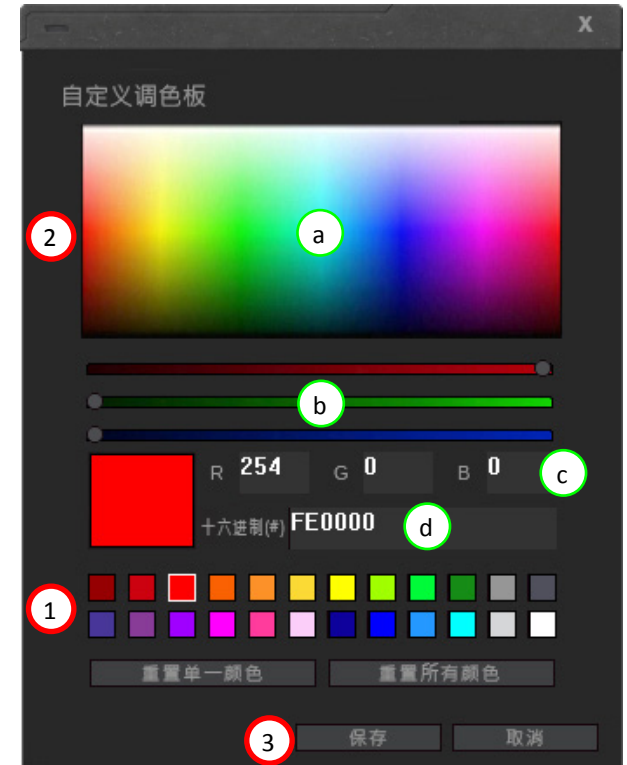 X
自定义调色板
2
a
b
R 254 G 0 B 0 c
十六进制(#) FE0000 d
1
重置单一颜色 重置所有颜色
3 保存 取消